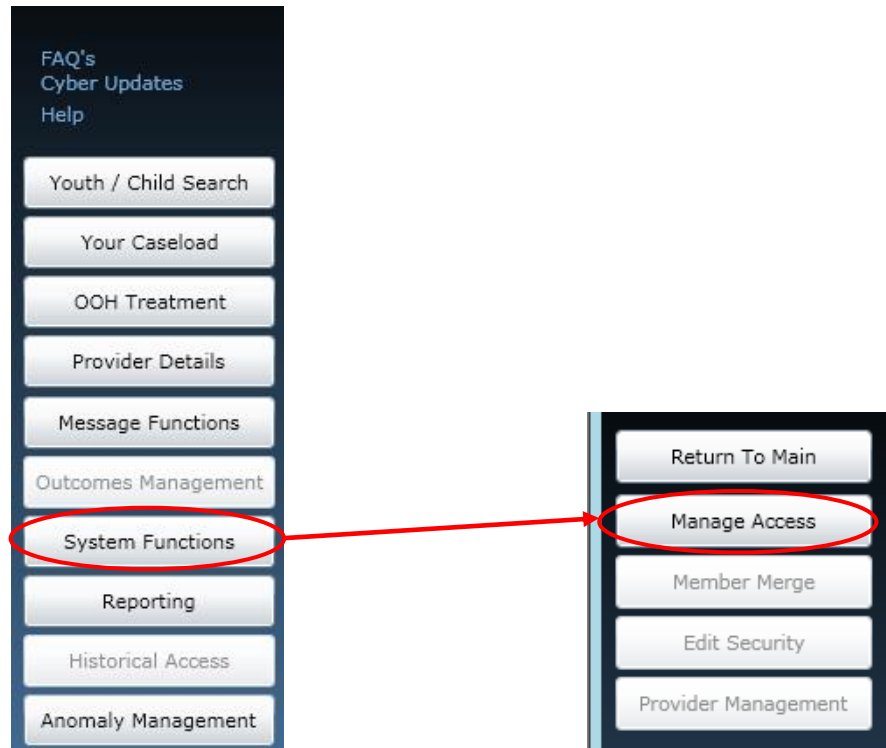 FAQ's
Cyber Updates
Help
Youth / Child Search
Your Caseload
OOH Treatment
Provider Details
Message Functions
Outcomes Management
System Functions
Reporting
Historical Access
Anomaly Management
Return To Main
Manage Access
Member Merge
Edit Security
Provider Management